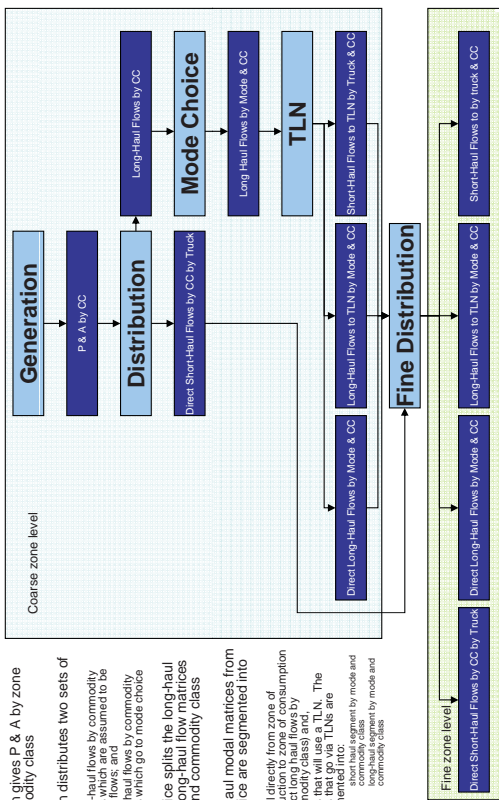 n gives P & A by zone
odity class
n distributes two sets of
-haul flows by commodity
which are assumed to be
flows; and
haul flows by commodity
which go to mode choice
ice splits the long-haul
ong-haul flow matrices
nd commodity class
aul modal matrices from
ice are segmented into
l directly from zone of
uction to zone of consumption
ct long haul flows by
modity class) and,
that will use a TLN. The
that go via TLNs are
ented into:
short haul segment by mode and
commodity class
long-haul segment by mode and
commodity class
Coarse zone level
Generation
P & A by CC
Distribution
Long-Haul Flows by CC
Direct Short-Haul Flows by CC by Truck
Mode Choice
Long Haul Flows by Mode & CC
TLN
Direct Long-Haul Flows by Mode & CC
Long-Haul Flows to TLN by Mode & CC
Short-Haul Flows to TLN by Truck & CC
Fine Distribution
Fine zone level
Direct Short-Haul Flows by CC by Truck
Direct Long-Haul Flows by Mode & CC
Long-Haul Flows to TLN by Mode & CC
Short-Haul Flows to by truck & CC